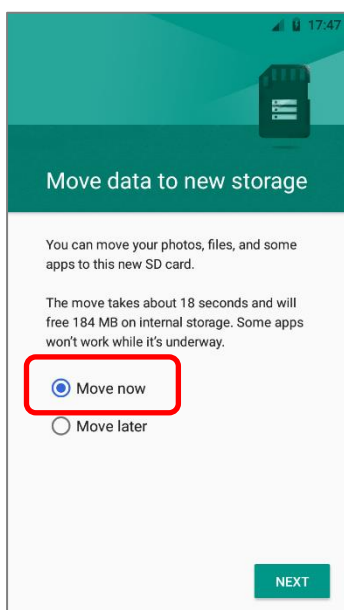 17:47
Move data to new storage
You can move your photos, files, and some
apps to this new SD card.
The move takes about 18 seconds and will
free 184 MB on internal storage. Some apps
won't work while it's underway.
Move now
Move later
NEXT